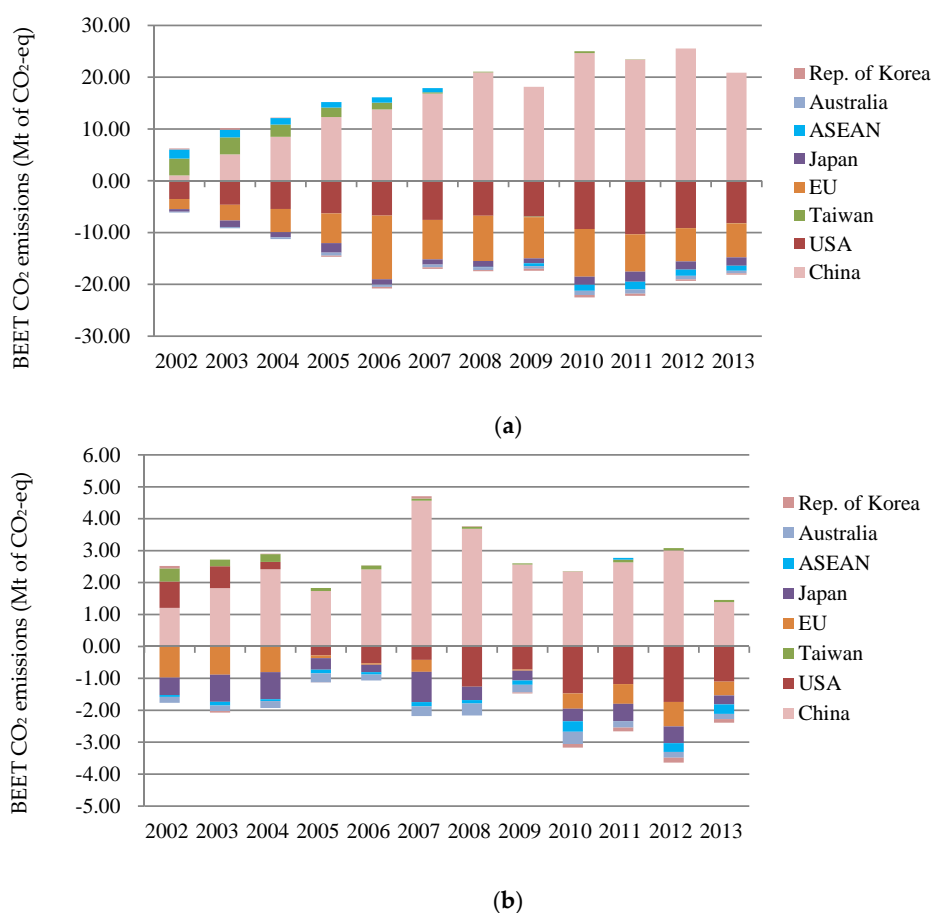 BEET CO₂ emissions (Mt of CO₂-eq)
30.00
20.00
10.00
0.00
-10.00
-20.00
-30.00
2002 2003 2004 2005 2006 2007 2008 2009 2010 2011 2012 2013
Rep. of Korea
Australia
ASEAN
Japan
EU
Taiwan
USA
China
(a)
BEET CO₂ emissions (Mt of CO₂-eq)
6.00
5.00
4.00
3.00
2.00
1.00
0.00
-1.00
-2.00
-3.00
-4.00
-5.00
2002 2003 2004 2005 2006 2007 2008 2009 2010 2011 2012 2013
Rep. of Korea
Australia
ASEAN
Japan
EU
Taiwan
USA
China
(b)